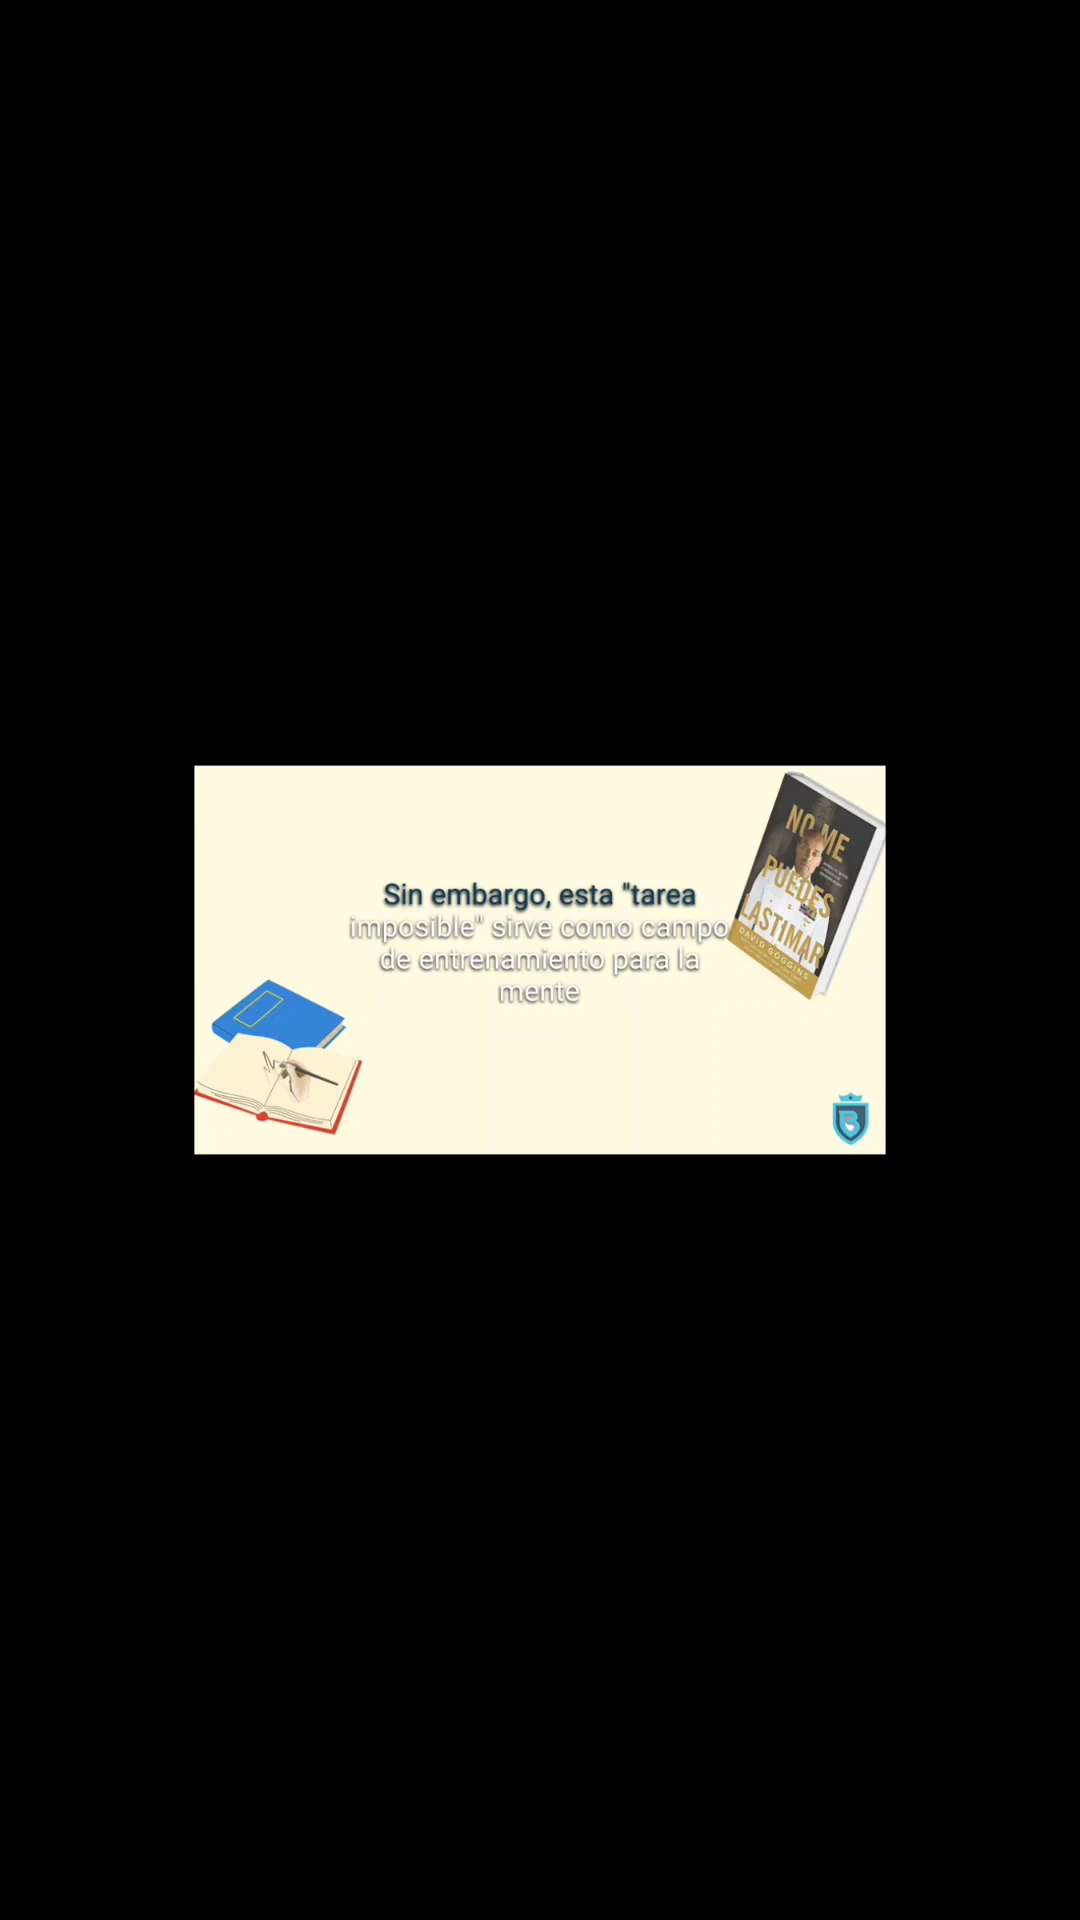 Sin embargo, esta "tarea
imposible" sirve como campo
de entrenamiento para la
mente
NO ME
PUEDES
LASTIMAR
DAVID GOGGINS